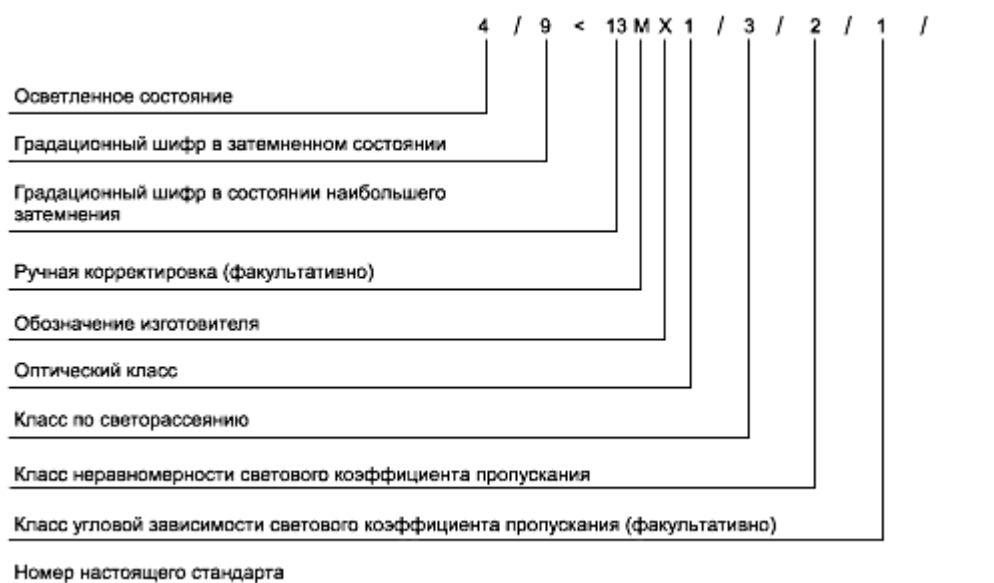 4 / 9 < 13 M X 1 / 3 / 2 / 1 /
Осветленное состояние
Градационный шифр в затемненном состоянии
Градационный шифр в состоянии наибольшего
затемнения
Ручная корректировка (факультативно)
Обозначение изготовителя
Оптический класс
Класс по светорассеянию
Класс неравномерности светового коэффициента пропускания
Класс угловой зависимости светового коэффициента пропускания (факультативно)
Номер настоящего стандарта